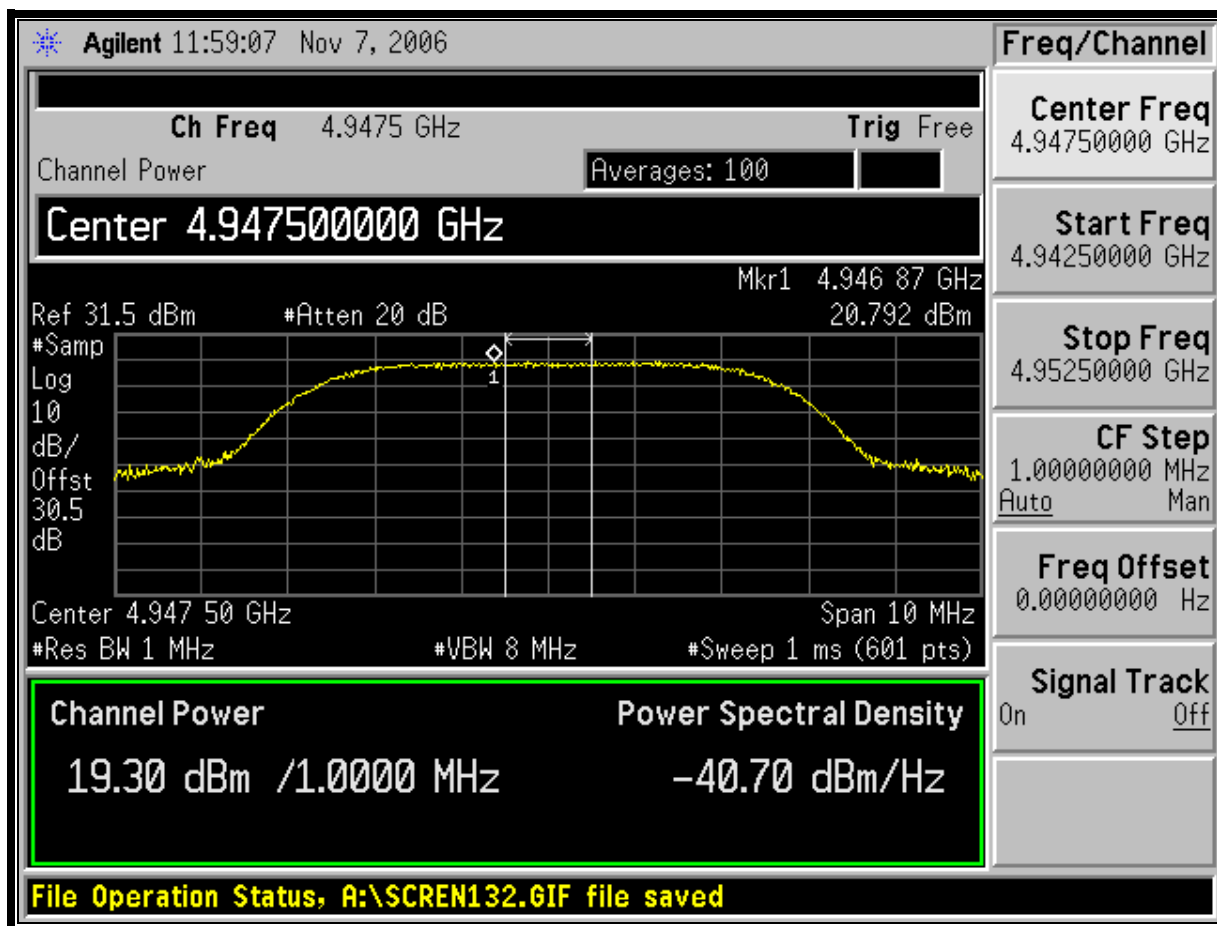 Agilent 11:59:07 Nov 7, 2006
Freq/Channel
Ch Freq 4.9475 GHz
Trig Free
Channel Power
Averages: 100
Center 4.947500000 GHz
Mkr1 4.946 87 GHz
Ref 31.5 dBm
#Atten 20 dB
20.792 dBm
#Samp
Log
10
dB/
Offst
30.5
dB
1
Center 4.947 50 GHz
Span 10 MHz
#Res BW 1 MHz
#VBW 8 MHz
#Sweep 1 ms (601 pts)
Channel Power
Power Spectral Density
19.30 dBm /1.0000 MHz
-40.70 dBm/Hz
File Operation Status, A:\SCREN132.GIF file saved
Center Freq
4.94750000 GHz
Start Freq
4.94250000 GHz
Stop Freq
4.95250000 GHz
CF Step
1.00000000 MHz
Auto Man
Freq Offset
0.00000000 Hz
Signal Track
On Off